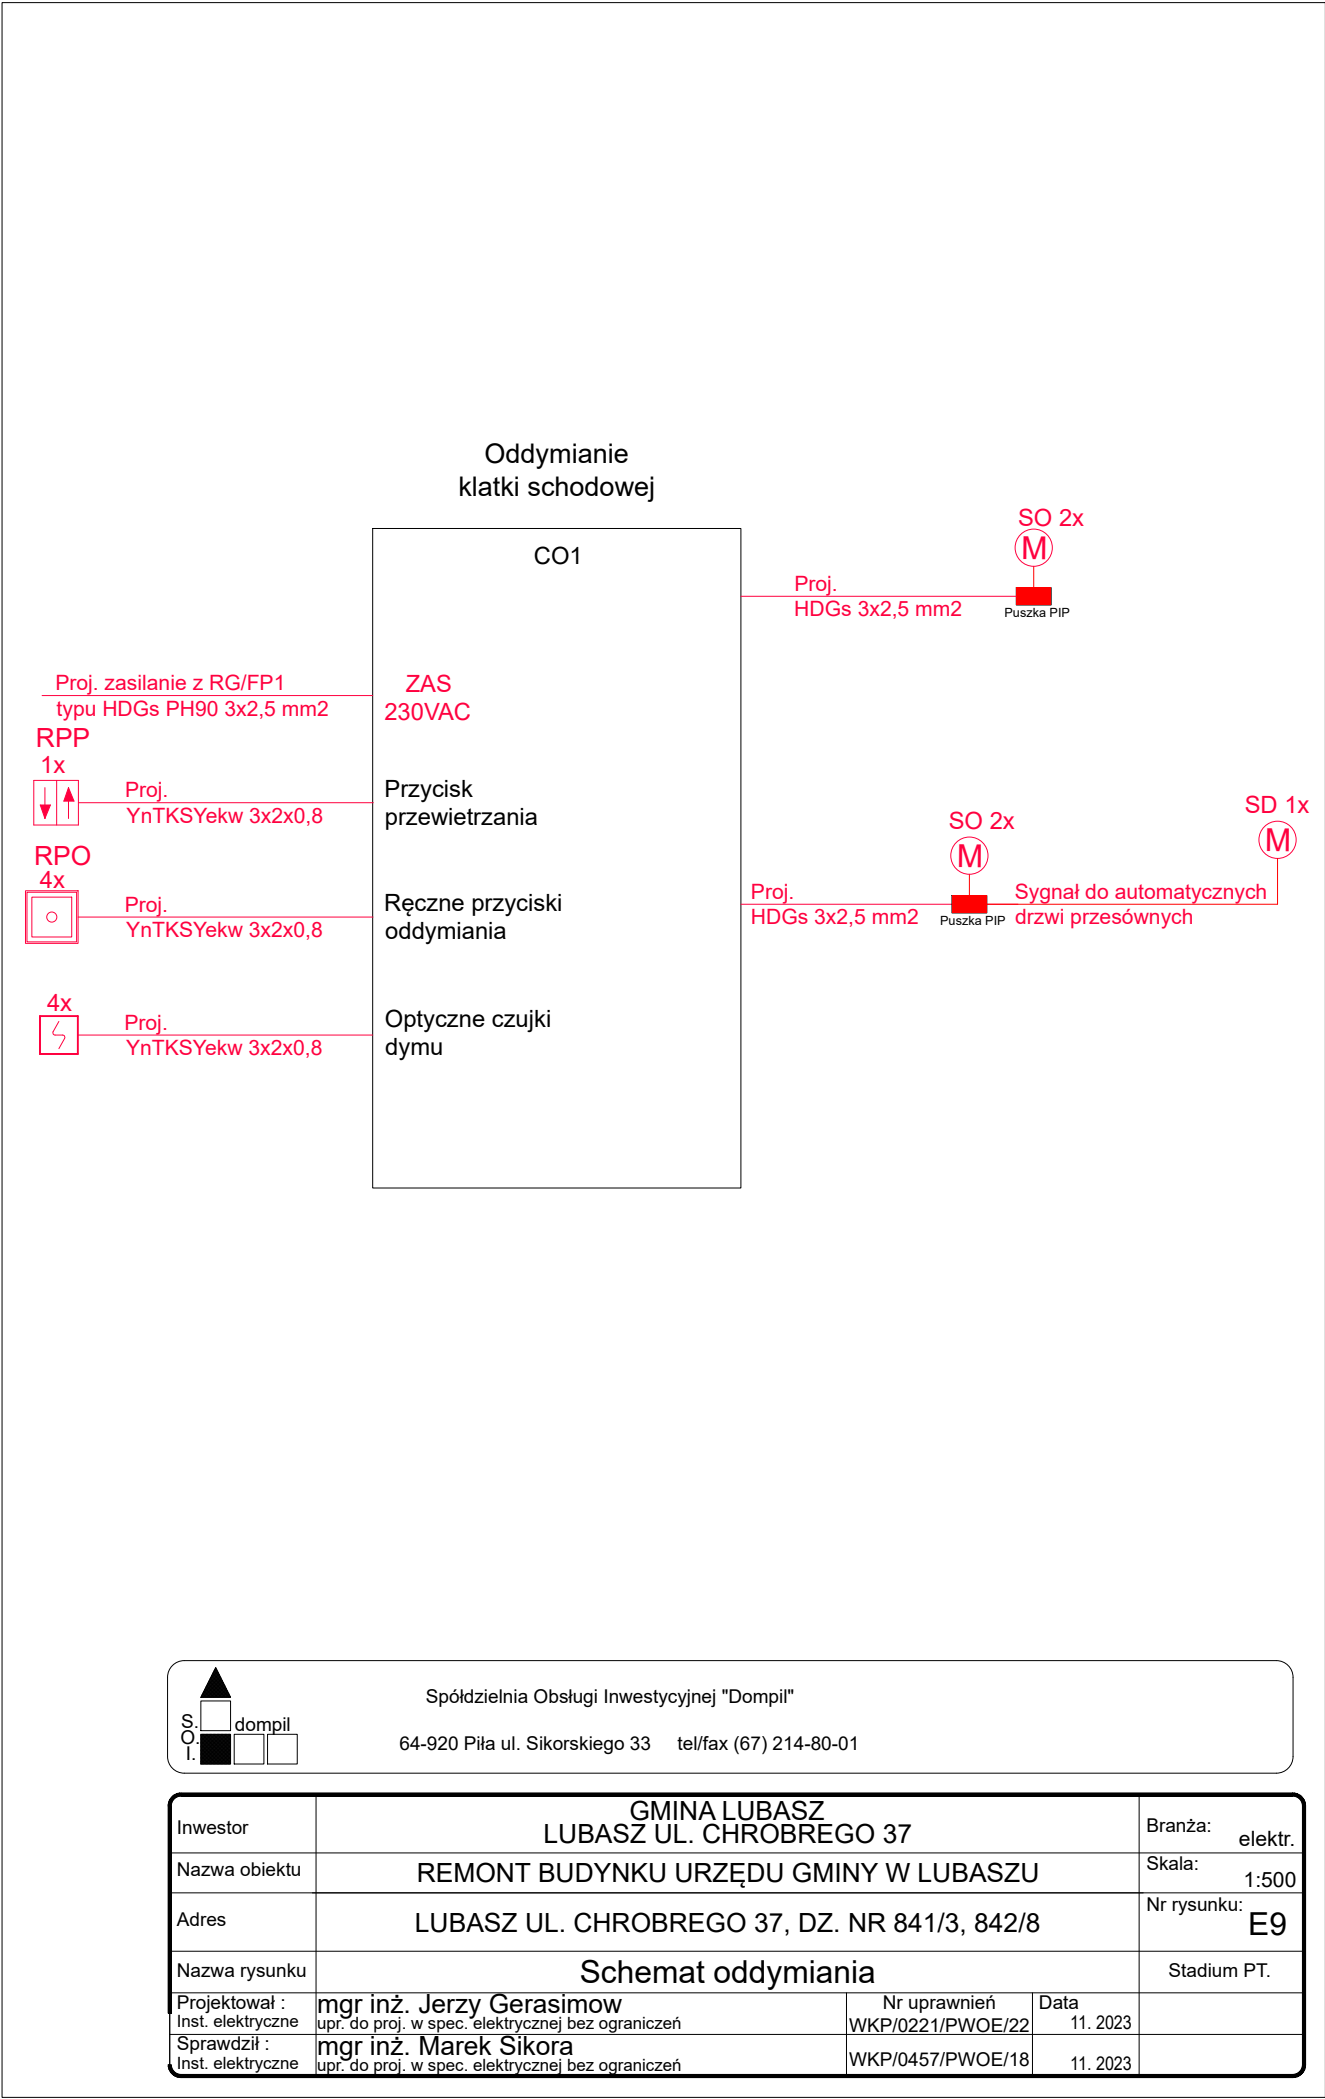 Oddymianie
klatki schodowej
CO1
SO 2x
M
Proj.
HDGs 3x2,5 mm2
Puszka PIP
Proj. zasilanie z RG/FP1
typu HDGs PH90 3x2,5 mm2
ZAS
230VAC
RPP
1x
Proj.
YnTKSYekw 3x2x0,8
Przycisk
przewietrzania
RPO
4x
Proj.
YnTKSYekw 3x2x0,8
Ręczne przyciski
oddymiania
4x
Proj.
YnTKSYekw 3x2x0,8
Optyczne czujki
dymu
SO 2x
M
Proj.
HDGs 3x2,5 mm2
Puszka PIP
Sygnał do automatycznych
drzwi przesównych
SD 1x
M
S.
O.
I.
dompil
Spółdzielnia Obsługi Inwestycyjnej "Dompil"
64-920 Piła ul. Sikorskiego 33 tel/fax (67) 214-80-01
Inwestor
GMINA LUBASZ
LUBASZ UL. CHROBREGO 37
Branża:
elektr.
Nazwa obiektu
REMONT BUDYNKU URZĘDU GMINY W LUBASZU
Skala:
1:500
Adres
LUBASZ UL. CHROBREGO 37, DZ. NR 841/3, 842/8
Nr rysunku:
E9
Nazwa rysunku
Schemat oddymiania
Stadium PT.
Projektował :
Inst. elektryczne
mgr inż. Jerzy Gerasimow
upr. do proj. w spec. elektrycznej bez ograniczeń
Nr uprawnień
WKP/0221/PWOE/22
Data
11. 2023
Sprawdził :
Inst. elektryczne
mgr inż. Marek Sikora
upr. do proj. w spec. elektrycznej bez ograniczeń
WKP/0457/PWOE/18
11. 2023